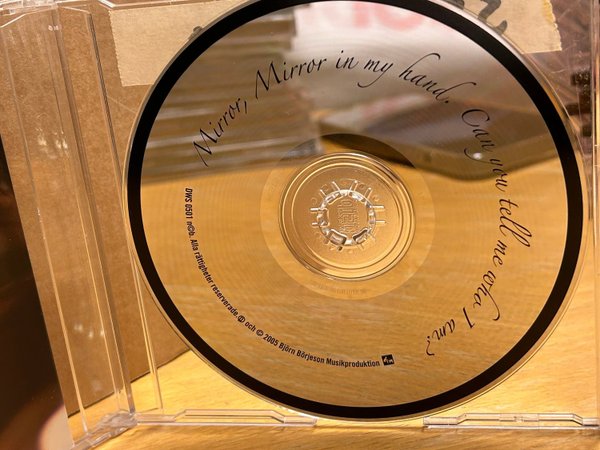 Mirror, Mirror in my hand. Can you tell me who I am?
DWS 0501 n©b. Alla rättigheter reserverade. ℗ och © 2005 Björn Börjeson Musikproduktion